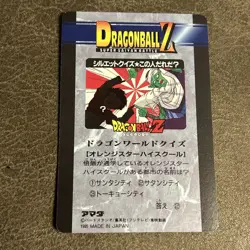 DRAGONBALL Z
SUPER SAIYAN BATTLE
シルエットクイズ★この人だれだ?
DRAGONBALL Z
ドラゴンワールドクイズ
【オレンジスターハイスクール】
悟飯が通学しているオレンジスター
ハイスクールがある都市の名前は?
①サンタシティ ②サタンシティ
③トーキョーシティ
答え ②
アマダ
MADE IN JAPAN